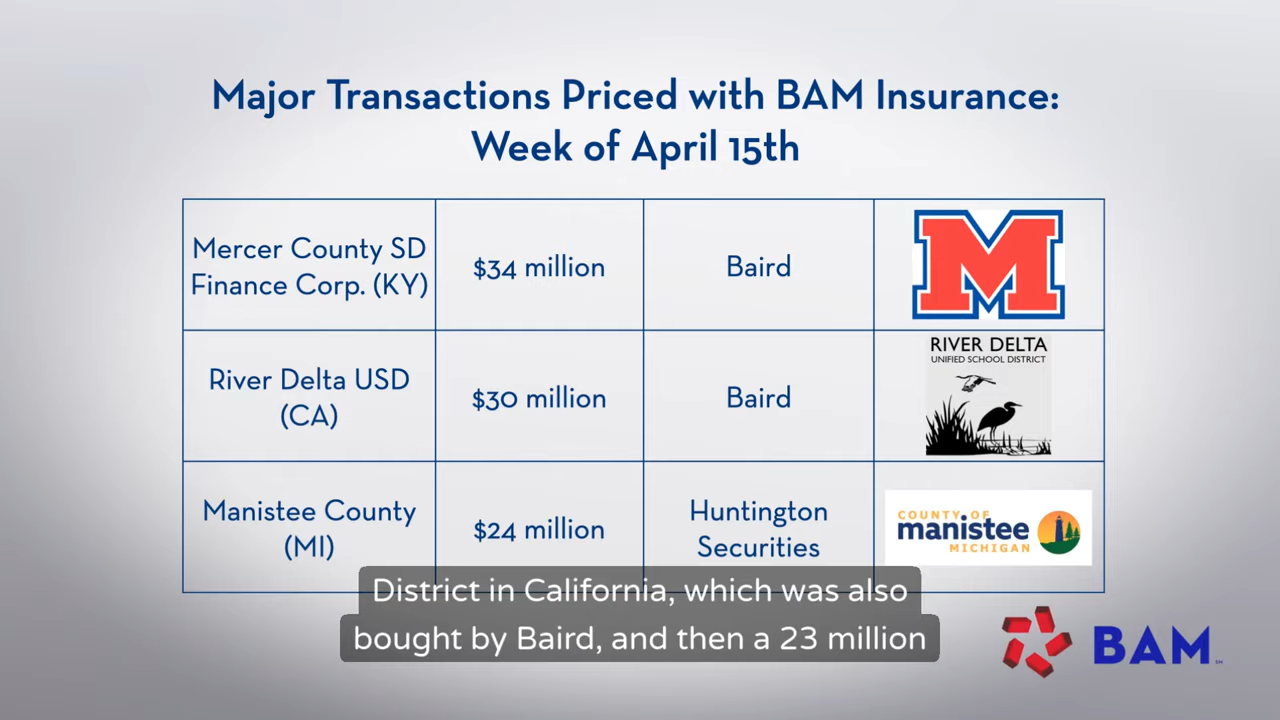 Major Transactions Priced with BAM Insurance:
Week of April 15th
Mercer County SD
Finance Corp. (KY)
$34 million
Baird
M
River Delta USD
(CA)
$30 million
Baird
RIVER DELTA
UNIFIED SCHOOL DISTRICT
Manistee County
(MI)
$24 million
Huntington
Securities
COUNTY OF
manistee
MICHIGAN
District in California, which was also
bought by Baird, and then a 23 million
BAM